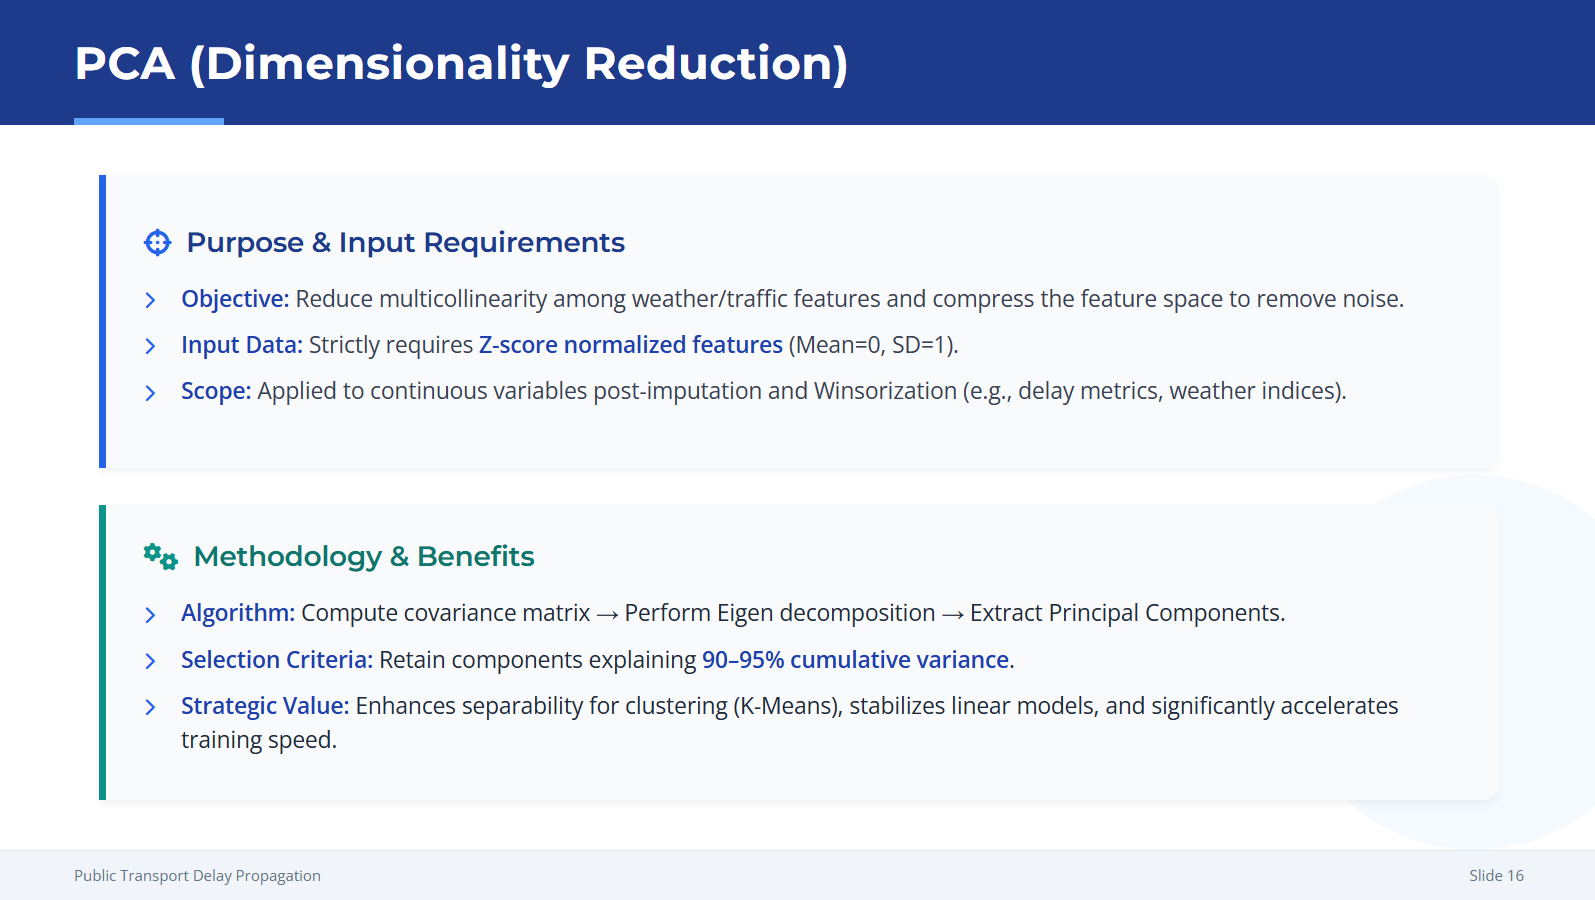 PCA (Dimensionality Reduction)
Purpose & Input Requirements
Objective: Reduce multicollinearity among weather/traffic features and compress the feature space to remove noise.
Input Data: Strictly requires Z-score normalized features (Mean=0, SD=1).
Scope: Applied to continuous variables post-imputation and Winsorization (e.g., delay metrics, weather indices).
Methodology & Benefits
Algorithm: Compute covariance matrix → Perform Eigen decomposition → Extract Principal Components.
Selection Criteria: Retain components explaining 90–95% cumulative variance.
Strategic Value: Enhances separability for clustering (K-Means), stabilizes linear models, and significantly accelerates
training speed.
Public Transport Delay Propagation
Slide 16